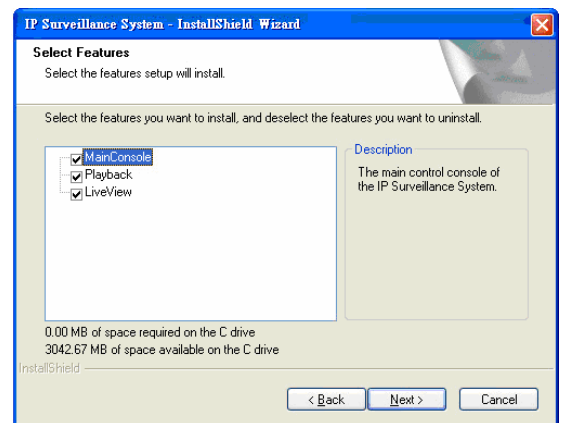 IP Surveillance System - InstallShield Wizard
Select Features
Select the features setup will install.
Select the features you want to install, and deselect the features you want to uninstall.
MainConsole
Playback
LiveView
Description
The main control console of
the IP Surveillance System.
0.00 MB of space required on the C drive
3042.67 MB of space available on the C drive
InstallShield
< Back
Next >
Cancel